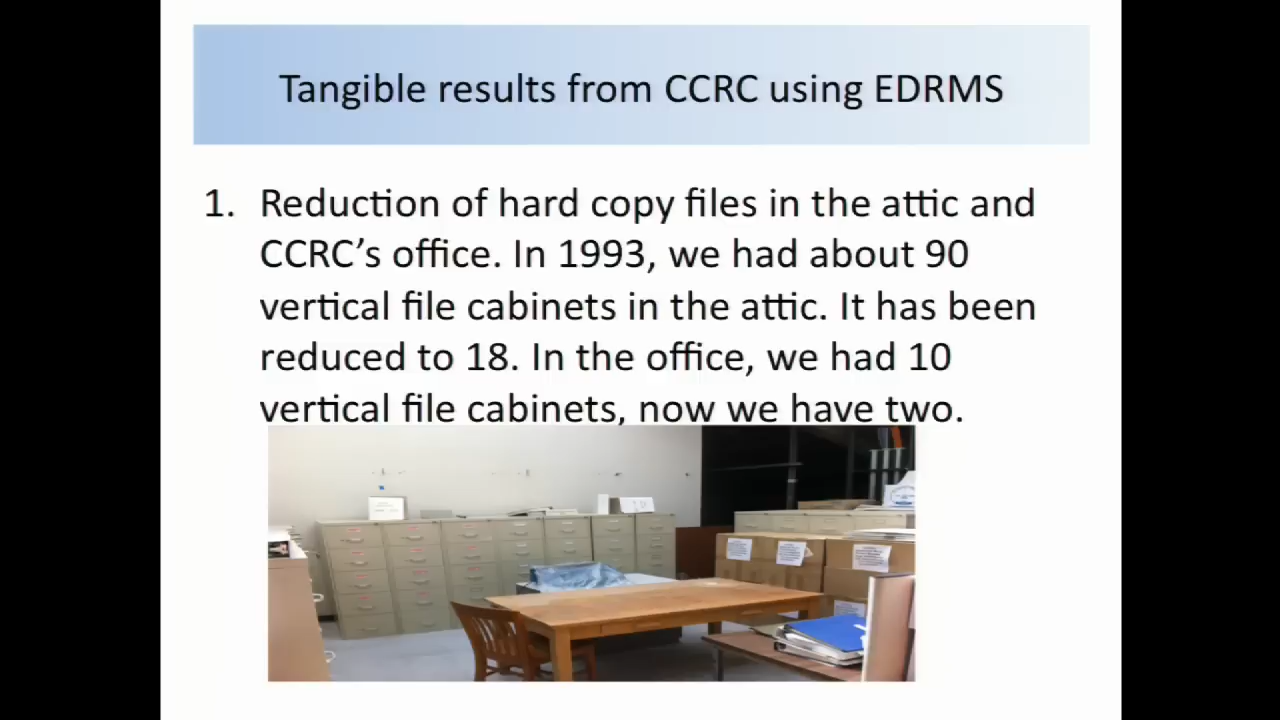 Tangible results from CCRC using EDRMS
1. Reduction of hard copy files in the attic and
CCRC’s office. In 1993, we had about 90
vertical file cabinets in the attic. It has been
reduced to 18. In the office, we had 10
vertical file cabinets, now we have two.